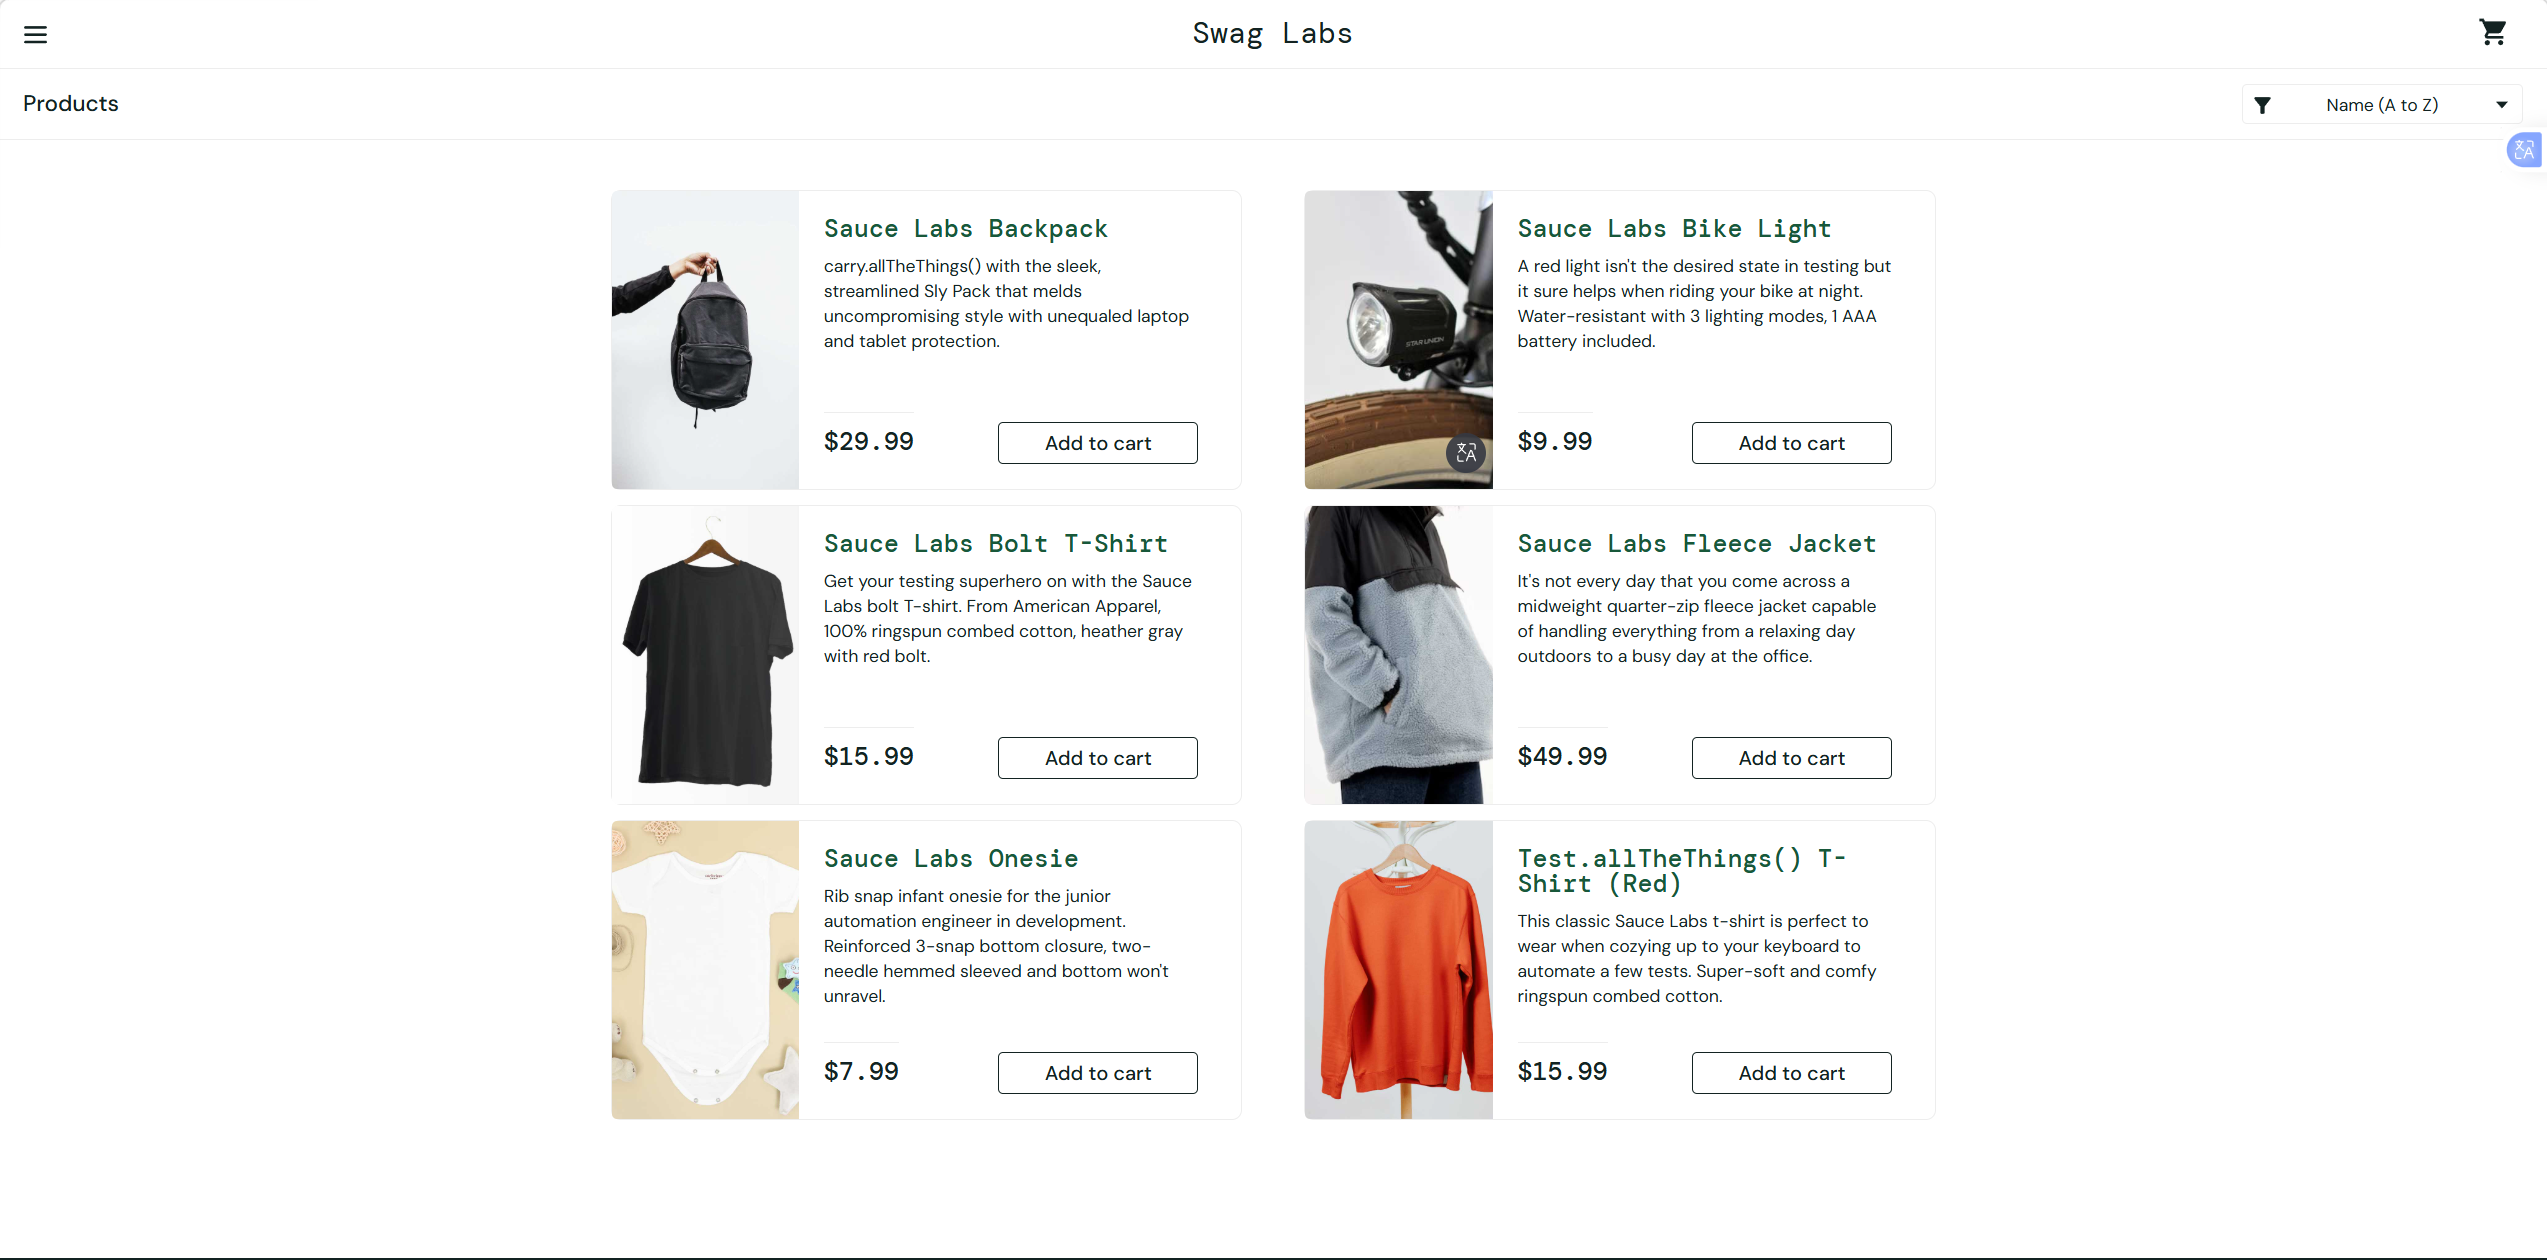 Swag Labs
Products
Name (A to Z)
Sauce Labs Backpack
carry.allTheThings() with the sleek,
streamlined Sly Pack that melds
uncompromising style with unequaled laptop
and tablet protection.
$29.99
Add to cart
STAR UNION
Sauce Labs Bike Light
A red light isn't the desired state in testing but
it sure helps when riding your bike at night.
Water-resistant with 3 lighting modes, 1 AAA
battery included.
$9.99
Add to cart
Sauce Labs Bolt T-Shirt
Get your testing superhero on with the Sauce
Labs bolt T-shirt. From American Apparel,
100% ringspun combed cotton, heather gray
with red bolt.
$15.99
Add to cart
Sauce Labs Fleece Jacket
It's not every day that you come across a
midweight quarter-zip fleece jacket capable
of handling everything from a relaxing day
outdoors to a busy day at the office.
$49.99
Add to cart
Sauce Labs Onesie
Rib snap infant onesie for the junior
automation engineer in development.
Reinforced 3-snap bottom closure, two-
needle hemmed sleeved and bottom won't
unravel.
$7.99
Add to cart
Test.allTheThings() T-
Shirt (Red)
This classic Sauce Labs t-shirt is perfect to
wear when cozying up to your keyboard to
automate a few tests. Super-soft and comfy
ringspun combed cotton.
$15.99
Add to cart